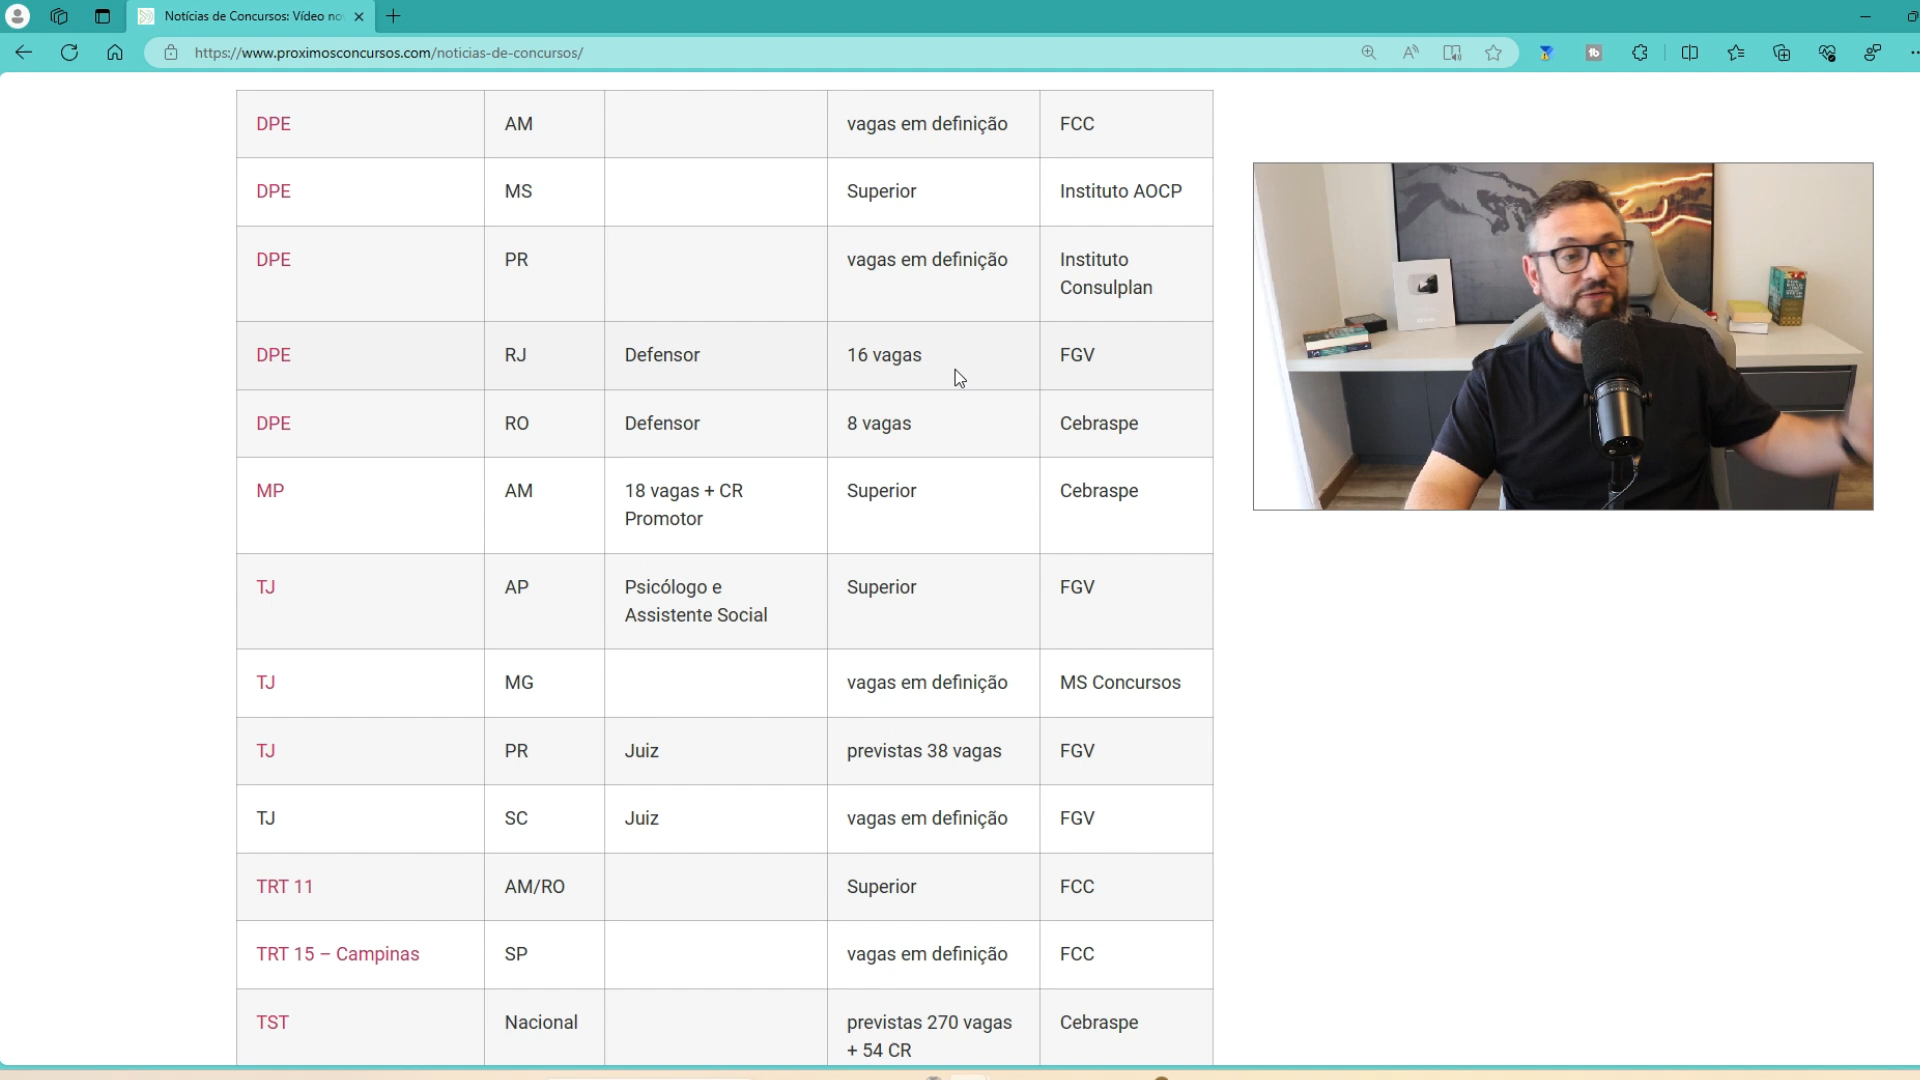 Notícias de Concursos: Vídeo no
https://www.proximosconcursos.com/noticias-de-concursos/
DPE AM vagas em definição FCC
DPE MS Superior Instituto AOCP
DPE PR vagas em definição Instituto
Consulplan
DPE RJ Defensor 16 vagas FGV
DPE RO Defensor 8 vagas Cebraspe
MP AM 18 vagas + CR Superior Cebraspe
Promotor
TJ AP Psicólogo e Superior FGV
Assistente Social
TJ MG vagas em definição MS Concursos
TJ PR Juiz previstas 38 vagas FGV
TJ SC Juiz vagas em definição FGV
TRT 11 AM/RO Superior FCC
TRT 15 – Campinas SP vagas em definição FCC
TST Nacional previstas 270 vagas Cebraspe
+ 54 CR